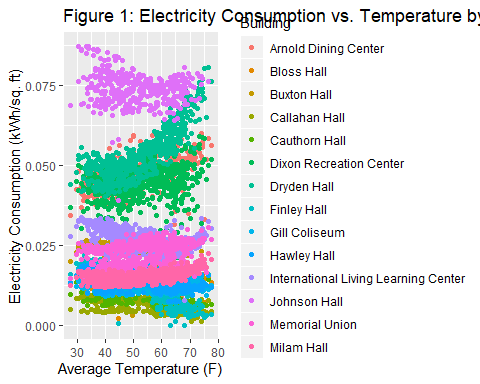 Figure 1: Electricity Consumption vs. Temperature by
Building
Arnold Dining Center
Bloss Hall
Buxton Hall
Callahan Hall
Cauthorn Hall
Dixon Recreation Center
Dryden Hall
Finley Hall
Gill Coliseum
Hawley Hall
International Living Learning Center
Johnson Hall
Memorial Union
Milam Hall
Electricity Consumption (kWh/sq. ft)
0.075
0.050
0.025
0.000
30 40 50 60 70 80
Average Temperature (F)